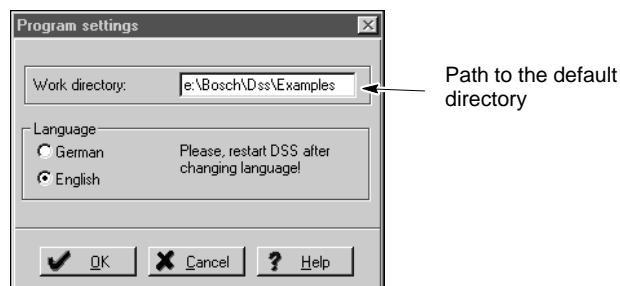 Program settings
Work directory: e:\Bosch\Dss\Examples
Path to the default
directory
Language
German
English
Please, restart DSS after
changing language!
OK
Cancel
? Help